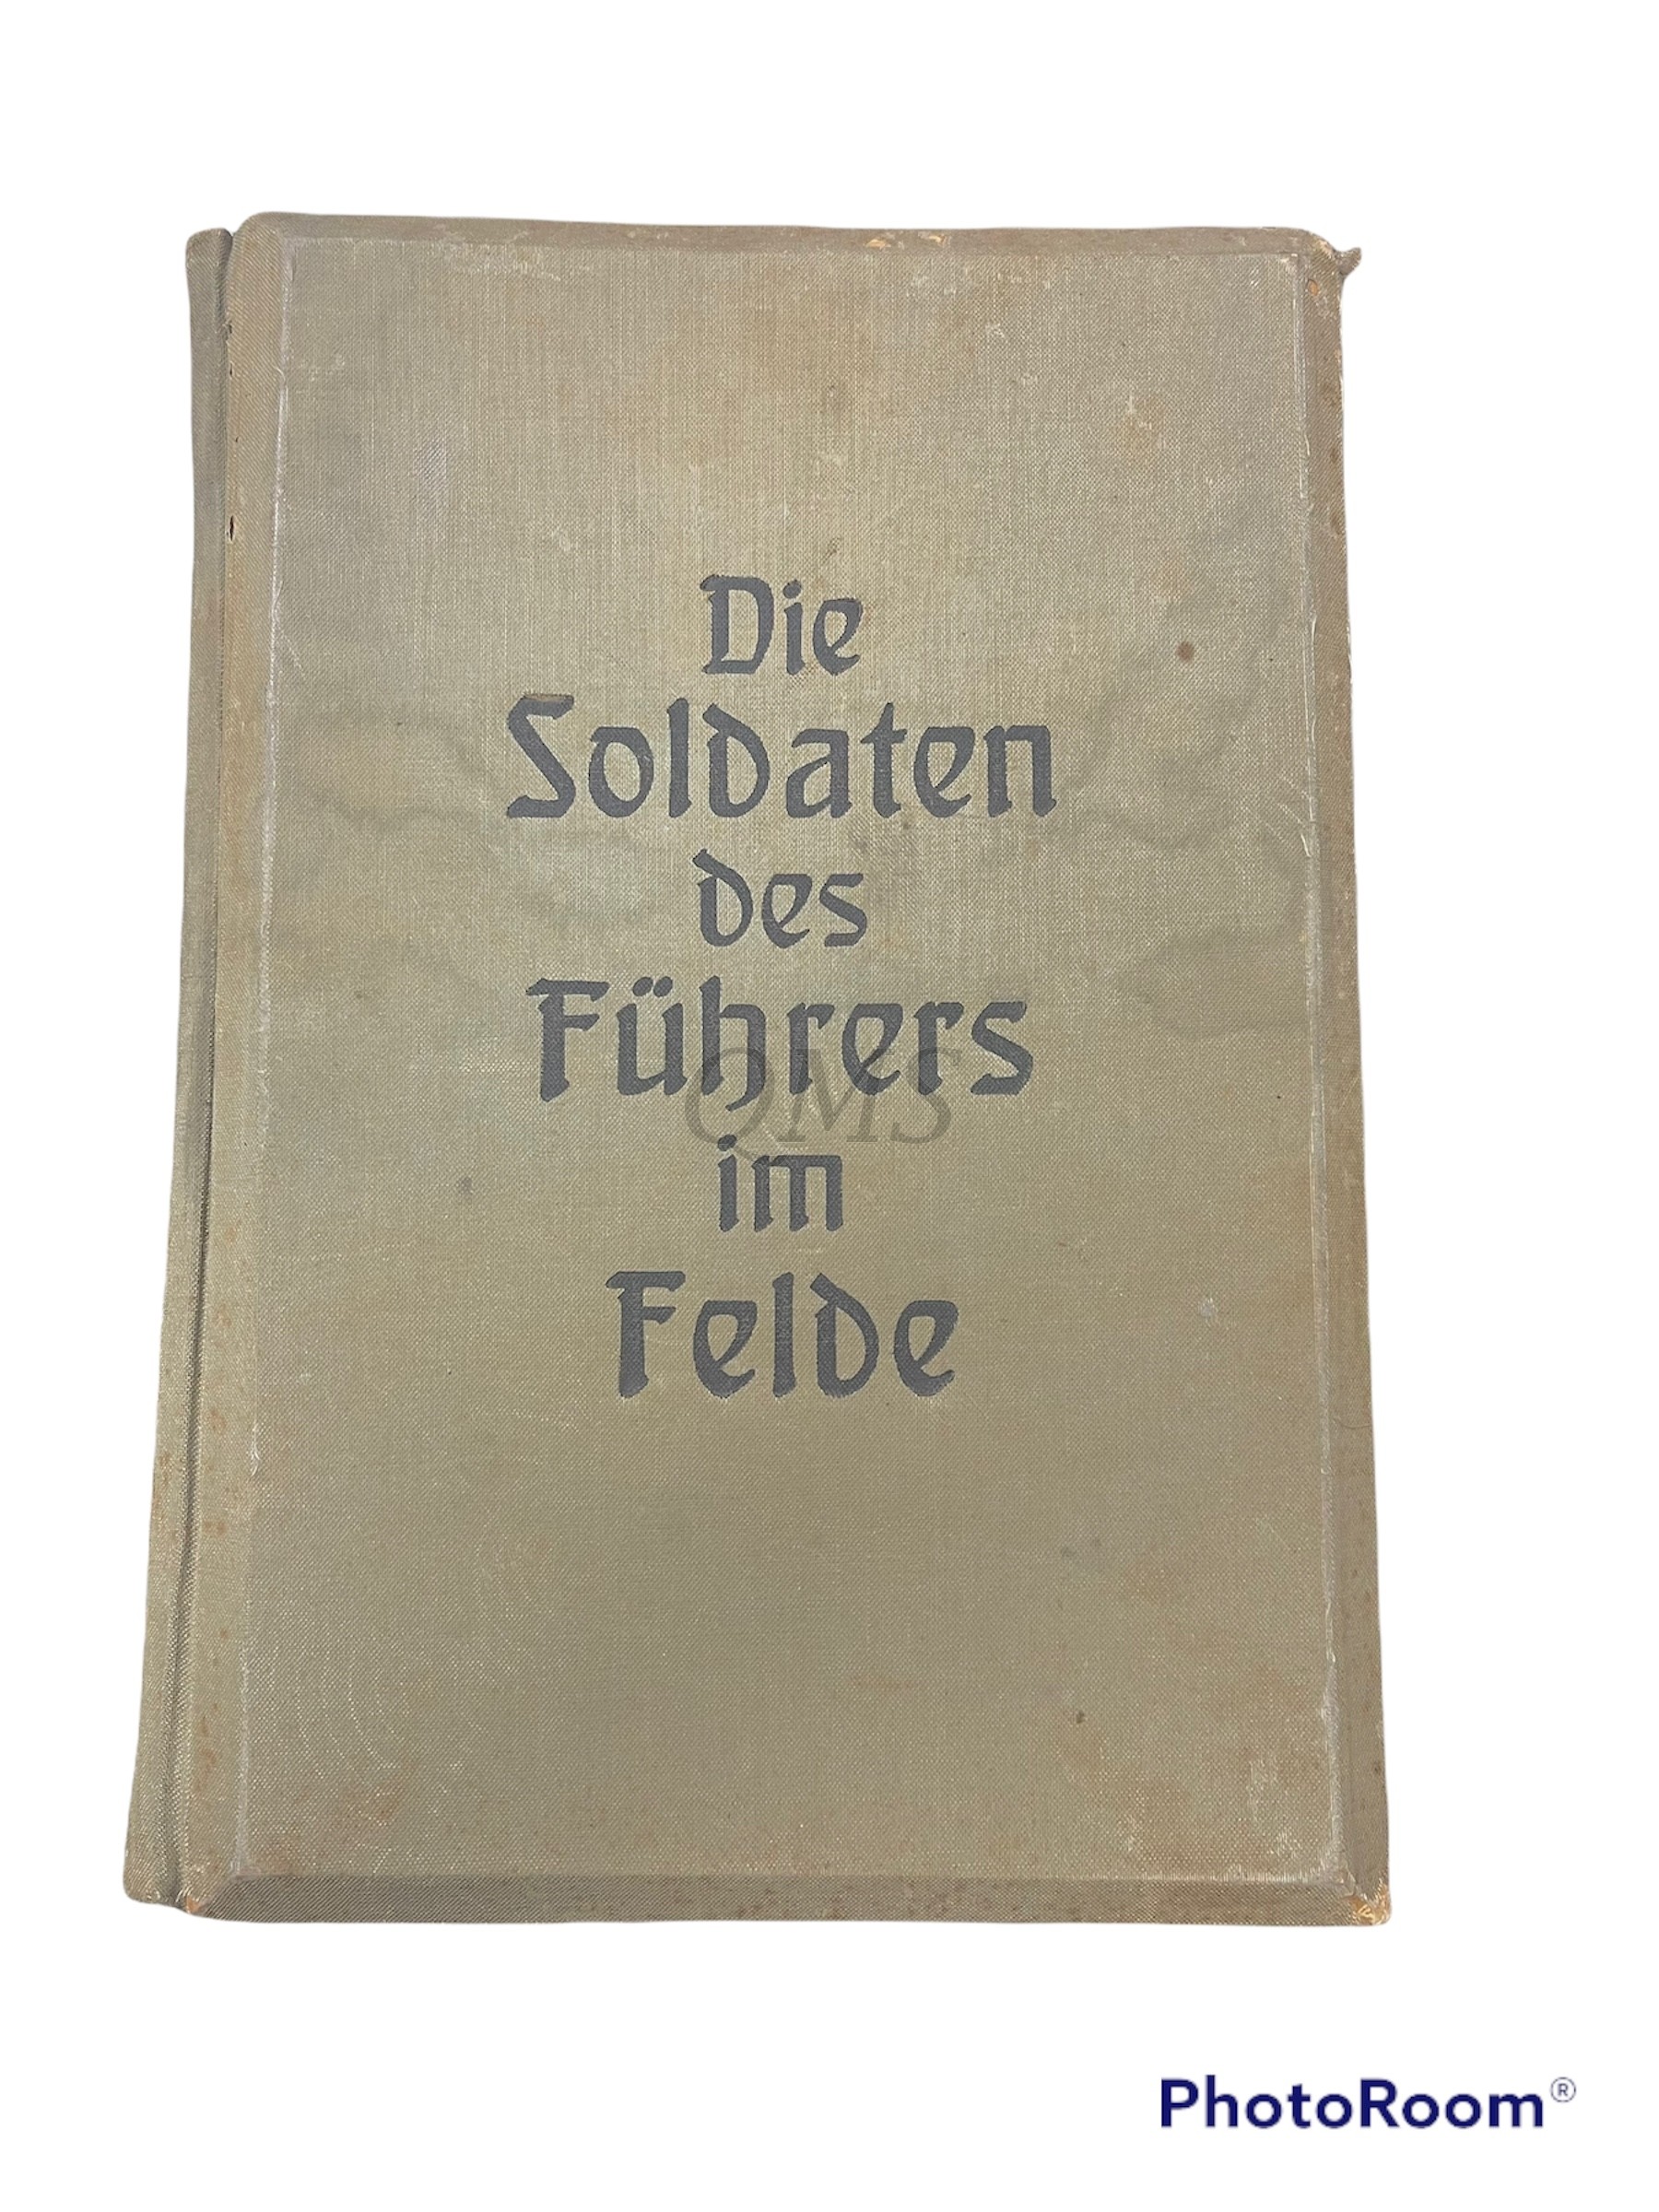 Die
Soldaten
des
Führers
QMS
im
Felde
PhotoRoom®